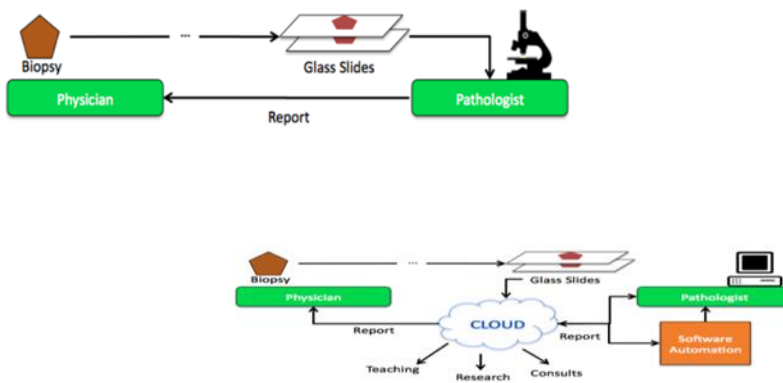 ...
Biopsy
Glass Slides
Physician
Pathologist
Report
...
Biopsy
Glass Slides
Physician
Pathologist
Report
CLOUD
Report
Software
Automation
Teaching
Research
Consults